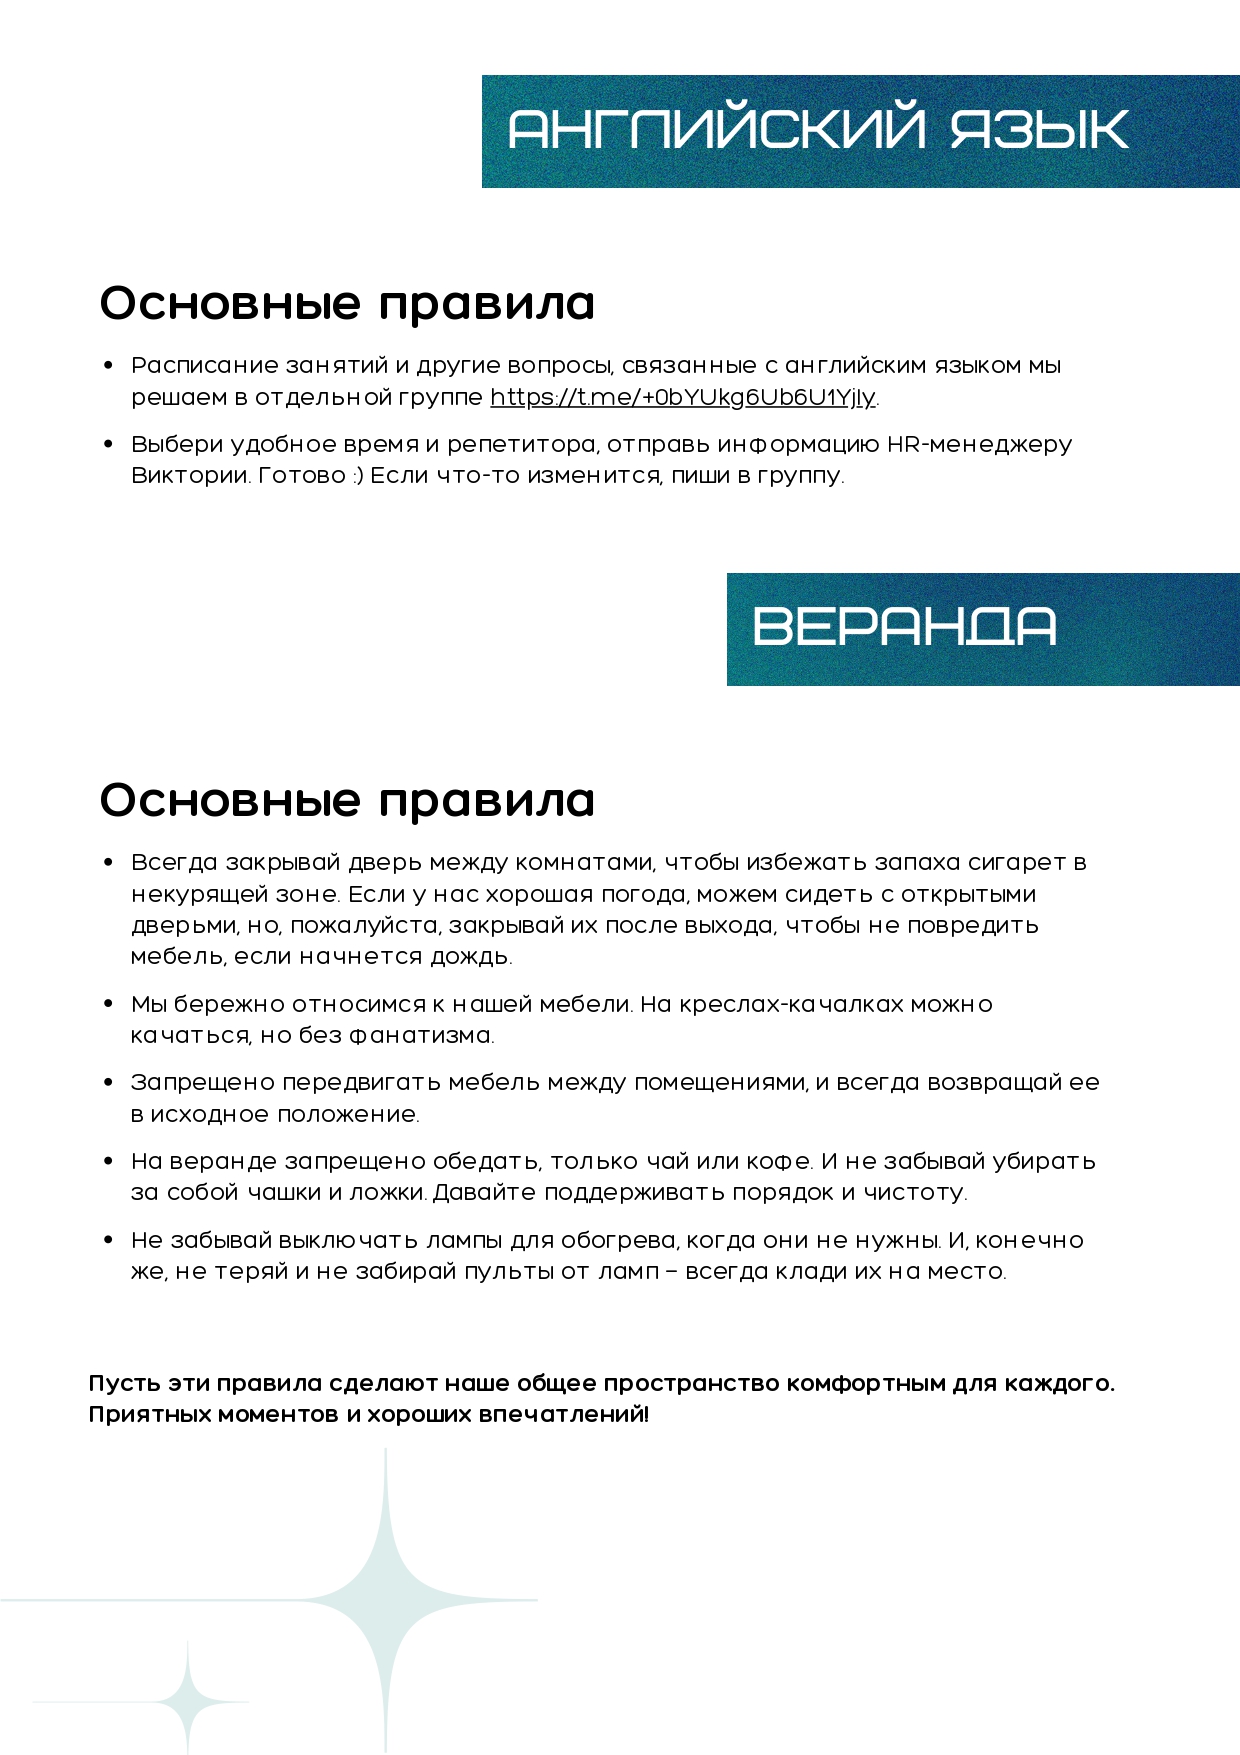 АНГЛИЙСКИЙ ЯЗЫК
Основные правила
• Расписание занятий и другие вопросы, связанные с английским языком мы
решаем в отдельной группе https://t.me/+0bYUkg6Ub6U1YjIy.
• Выбери удобное время и репетитора, отправь информацию HR-менеджеру
Виктории. Готово :) Если что-то изменится, пиши в группу.
ВЕРАНДА
Основные правила
• Всегда закрывай дверь между комнатами, чтобы избежать запаха сигарет в
некурящей зоне. Если у нас хорошая погода, можем сидеть с открытыми
дверьми, но, пожалуйста, закрывай их после выхода, чтобы не повредить
мебель, если начнется дождь.
• Мы бережно относимся к нашей мебели. На креслах-качалках можно
качаться, но без фанатизма.
• Запрещено передвигать мебель между помещениями, и всегда возвращай ее
в исходное положение.
• На веранде запрещено обедать, только чай или кофе. И не забывай убирать
за собой чашки и ложки. Давайте поддерживать порядок и чистоту.
• Не забывай выключать лампы для обогрева, когда они не нужны. И, конечно
же, не теряй и не забирай пульты от ламп – всегда клади их на место.
Пусть эти правила сделают наше общее пространство комфортным для каждого.
Приятных моментов и хороших впечатлений!